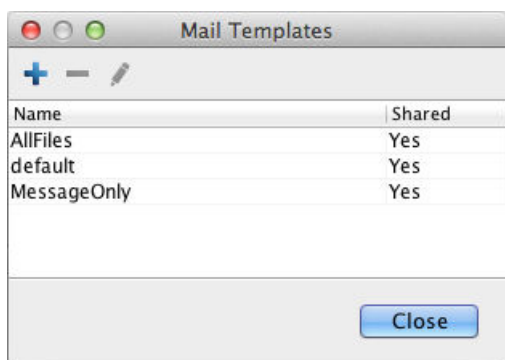 Mail Templates
Name Shared
AllFiles Yes
default Yes
MessageOnly Yes
Close